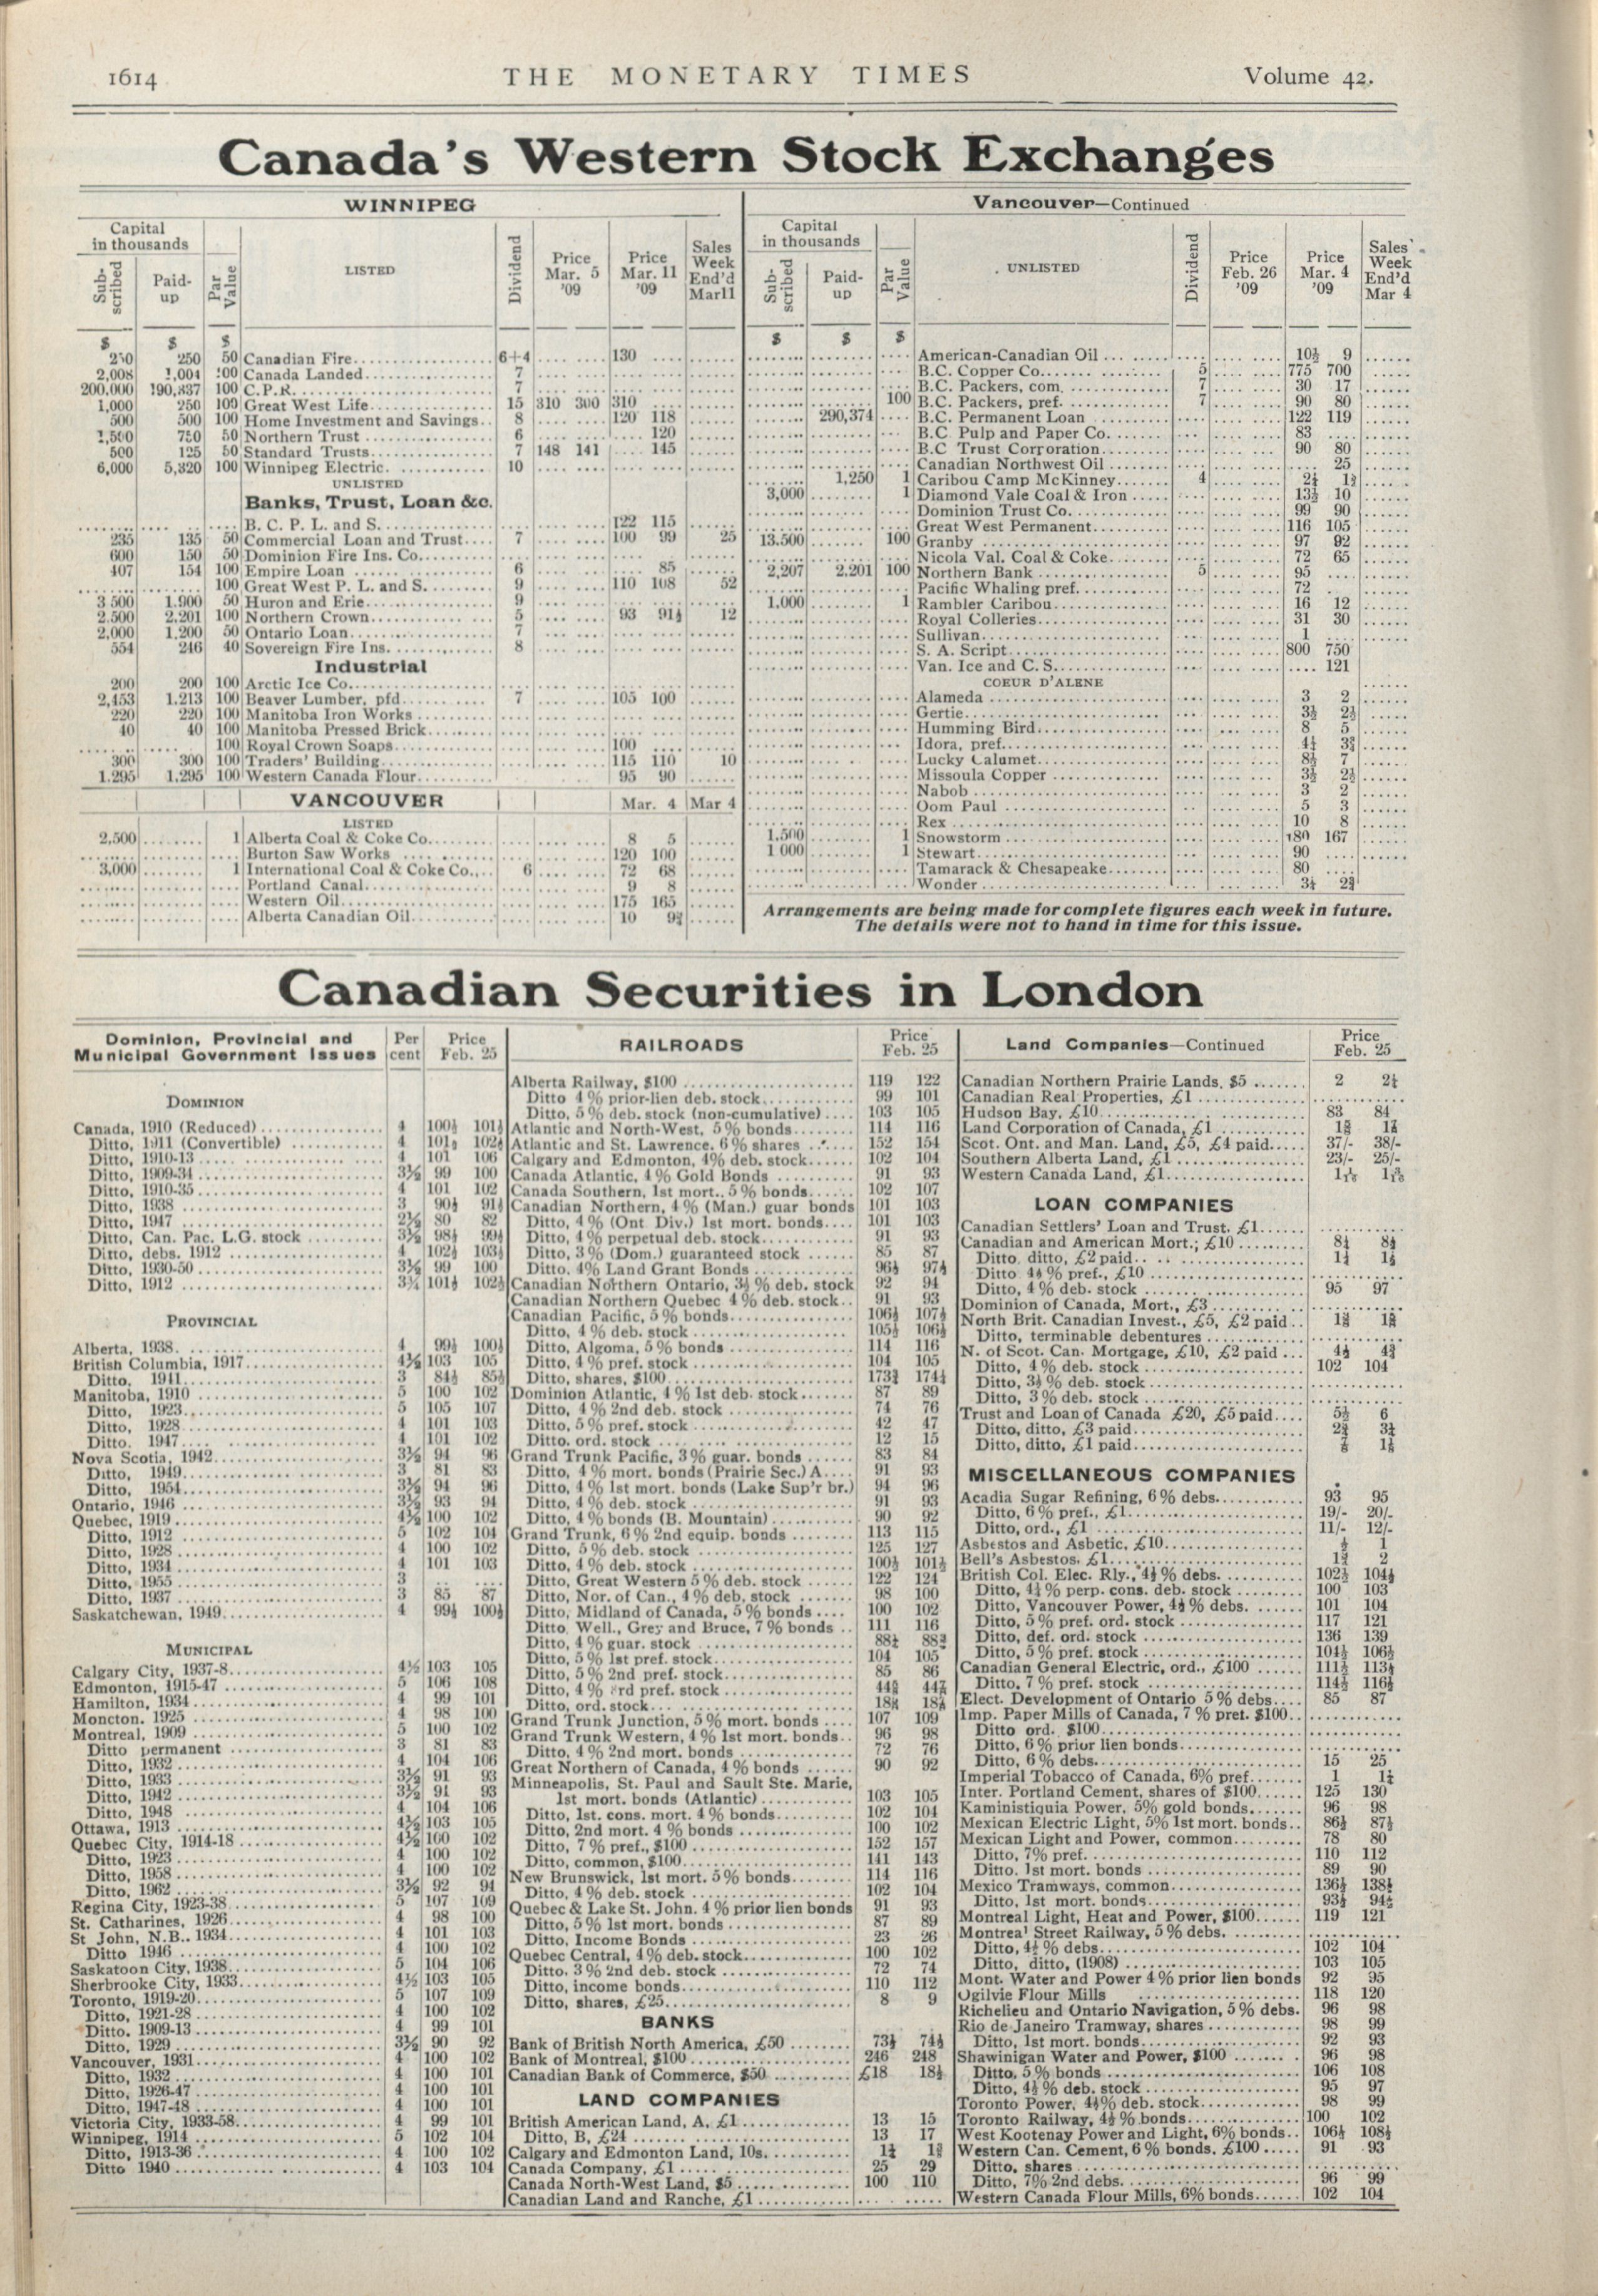 1614
THE MONETARY TIMES
Volume 42.
Canada's Western Stock Exchanges
WINNIPEG
Capital in thousands
Subscribed
Paid-up
Par Value
LISTED
Dividend
Price Mar. 5 '09
Price Mar. 11 '09
Sales Week End'd Mar11
$ $ $
250 250 50 Canadian Fire 6+4 130
2,008 1,004 100 Canada Landed 7
200,000 190,837 100 C.P.R. 7
1,000 250 100 Great West Life 15 310 300 310
500 500 100 Home Investment and Savings 8 120 118
1,500 750 50 Northern Trust 6 120
500 125 50 Standard Trusts 7 148 141 145
6,000 5,320 100 Winnipeg Electric 10
UNLISTED
Banks, Trust, Loan &c.
B. C. P. L. and S. 122 115
235 135 50 Commercial Loan and Trust 7 100 99 25
600 150 50 Dominion Fire Ins. Co.
407 154 100 Empire Loan 6 85
100 Great West P. L. and S. 9 110 108 52
3 500 1.900 50 Huron and Erie 9
2.500 2.201 100 Northern Crown 5 93 91½ 12
2,000 1.200 50 Ontario Loan 7
554 246 40 Sovereign Fire Ins. 8
Industrial
200 200 100 Arctic Ice Co.
2,453 1.213 100 Beaver Lumber, pfd 7 105 100
220 220 100 Manitoba Iron Works
40 40 100 Manitoba Pressed Brick
100 Royal Crown Soaps 100
300 300 100 Traders' Building 115 110 10
1.295 1.295 100 Western Canada Flour 95 90
VANCOUVER
Mar. 4 Mar 4
LISTED
2,500 1 Alberta Coal & Coke Co. 8 5
Burton Saw Works 120 100
3,000 1 International Coal & Coke Co., 6 72 68
Portland Canal 9 8
Western Oil 175 165
Alberta Canadian Oil 10
Vancouver—Continued
Capital in thousands
Subscribed
Paid-up
Par Value
UNLISTED
Dividend
Price Feb. 26 '09
Price Mar. 4 '09
Sales Week End'd Mar 4
$ $ $
American-Canadian Oil 10½ 9
B.C. Copper Co. 5 775 700
B.C. Packers, com. 7 30 17
100 B.C. Packers, pref. 7 90 80
290,374 B.C. Permanent Loan 122 119
B.C. Pulp and Paper Co. 83
B.C Trust Corporation 90 80
Canadian Northwest Oil 25
1,250 1 Caribou Camp McKinney 4
3,000 1 Diamond Vale Coal & Iron 13½ 10
Dominion Trust Co. 99 90
Great West Permanent 116 105
13.500 100 Granby 97 92
Nicola Val. Coal & Coke 72 65
2,207 2.201 100 Northern Bank 5 95
Pacific Whaling pref. 72
1.000 1 Rambler Caribou 16 12
Royal Colleries 31 30
Sullivan 1
S. A. Script 800 750
Van. Ice and C. S. 121
COEUR D'ALENE
Alameda 3 2
Gertie 3½ 2½
Humming Bird 8 5
Idora, pref.
Lucky Calumet 8½ 7
Missoula Copper 3½ 2½
Nabob 3 2
Oom Paul 5 3
Rex 10 8
1.500 1 Snowstorm 180 167
1 000 1 Stewart 90
Tamarack & Chesapeake 80
Wonder
Arrangements are being made for complete figures each week in future.
The details were not to hand in time for this issue.
Canadian Securities in London
Dominion, Provincial and Municipal Government Issues
Per cent
Price Feb. 25
DOMINION
Canada, 1910 (Reduced) 4 100½ 101½
Ditto, 1911 (Convertible) 4
Ditto, 1910-13 4 101 106
Ditto, 1909-34 3½ 99 100
Ditto, 1910-35 4 101 102
Ditto, 1938 3 90½ 91½
Ditto, 1947 2½ 80 82
Ditto, Can. Pac. L.G. stock 3½ 98½ 99½
Ditto, debs. 1912 4 102½ 103½
Ditto, 1930-50 3½ 99 100
Ditto, 1912 3¾ 101½ 102½
PROVINCIAL
Alberta, 1938 4 99½ 100½
British Columbia, 1917 4½ 103 105
Ditto, 1941 3 84½ 85½
Manitoba, 1910 5 100 102
Ditto, 1923 5 105 107
Ditto, 1928 4 101 103
Ditto. 1947 4 101 102
Nova Scotia, 1942 3½ 94 96
Ditto, 1949 3 81 83
Ditto, 1954 3½ 94 96
Ontario, 1946 3½ 93 94
Quebec, 1919 4½ 100 102
Ditto, 1912 5 102 104
Ditto, 1928 4 100 102
Ditto, 1934 4 101 103
Ditto, 1955 3
Ditto, 1937 3 85 87
Saskatchewan, 1949 4 99½ 100½
MUNICIPAL
Calgary City, 1937-8 4½ 103 105
Edmonton, 1915-47 5 106 108
Hamilton, 1934 4 99 101
Moncton, 1925 4 98 100
Montreal, 1909 5 100 102
Ditto permanent 3 81 83
Ditto, 1932 4 104 106
Ditto, 1933 3½ 91 93
Ditto, 1942 3½ 91 93
Ditto, 1948 4 104 106
Ottawa, 1913 4½ 103 105
Quebec City, 1914-18 4½ 100 102
Ditto, 1923 4 100 102
Ditto, 1958 4 100 102
Ditto, 1962 3½ 92 94
Regina City, 1923-38 5 107 109
St. Catharines, 1926 4 98 100
St John, N.B.. 1934 4 101 103
Ditto 1946 4 100 102
Saskatoon City, 1938 5 104 106
Sherbrooke City, 1933 4½ 103 105
Toronto, 1919-20 5 107 109
Ditto, 1921-28 4 100 102
Ditto. 1909-13 4 99 101
Ditto, 1929 3½ 90 92
Vancouver, 1931 4 100 102
Ditto, 1932 4 100 101
Ditto, 1926-47 4 100 101
Ditto, 1947-48 4 100 101
Victoria City, 1933-58 4 99 101
Winnipeg, 1914 5 102 104
Ditto, 1913-36 4 100 102
Ditto 1940 4 103 104
RAILROADS
Price Feb. 25
Alberta Railway, $100 119 122
Ditto 4% prior-lien deb. stock 99 101
Ditto, 5% deb. stock (non-cumulative) 103 105
Atlantic and North-West, 5% bonds 114 116
Atlantic and St. Lawrence, 6% shares 152 154
Calgary and Edmonton, 4% deb. stock 102 104
Canada Atlantic, 4% Gold Bonds 91 93
Canada Southern, 1st mort., 5% bonds 102 107
Canadian Northern, 4% (Man.) guar bonds 101 103
Ditto, 4% (Ont. Div.) 1st mort. bonds 101 103
Ditto, 4% perpetual deb. stock 91 93
Ditto, 3% (Dom.) guaranteed stock 85 87
Ditto, 4% Land Grant Bonds 96½ 97½
Canadian Northern Ontario, 3½% deb. stock 92 94
Canadian Northern Quebec 4% deb. stock 91 93
Canadian Pacific, 5% bonds 106½ 107½
Ditto, 4% deb. stock 105½ 106½
Ditto, Algoma, 5% bonds 114 116
Ditto, 4% pref. stock 104 105
Ditto, shares, $100
Dominion Atlantic, 4% 1st deb. stock 87 89
Ditto, 4% 2nd deb. stock 74 76
Ditto, 5% pref. stock 42 47
Ditto. ord. stock 12 15
Grand Trunk Pacific, 3% guar. bonds 83 84
Ditto, 4% mort. bonds (Prairie Sec.) A 91 93
Ditto, 4% 1st mort. bonds (Lake Sup'r br.) 94 96
Ditto, 4% deb. stock 91 93
Ditto, 4% bonds (B. Mountain) 90 92
Grand Trunk, 6% 2nd equip. bonds 113 115
Ditto, 5% deb. stock 125 127
Ditto, 4% deb. stock 100½ 101½
Ditto, Great Western 5% deb. stock 122 124
Ditto, Nor. of Can., 4% deb. stock 98 100
Ditto, Midland of Canada, 5% bonds 100 102
Ditto. Well., Grey and Bruce, 7% bonds 111 116
Ditto, 4% guar. stock
Ditto, 5% 1st pref. stock 104 105
Ditto, 5% 2nd pref. stock 85 86
Ditto, 4% 3rd pref. stock
Ditto, ord. stock
Grand Trunk Junction, 5% mort. bonds 107 109
Grand Trunk Western, 4% 1st mort. bonds 96 98
Ditto, 4% 2nd mort. bonds 72 76
Great Northern of Canada, 4% bonds 90 92
Minneapolis, St. Paul and Sault Ste. Marie,
1st mort. bonds (Atlantic) 103 105
Ditto, 1st. cons. mort. 4% bonds 102 104
Ditto, 2nd mort. 4% bonds 100 102
Ditto, 7% pref., $100 152 157
Ditto, common, $100 141 143
New Brunswick, 1st mort. 5% bonds 114 116
Ditto, 4% deb. stock 102 104
Quebec & Lake St. John. 4% prior lien bonds 91 93
Ditto, 5% 1st mort. bonds 87 89
Ditto, Income Bonds 23 26
Quebec Central, 4% deb. stock 100 102
Ditto. 3% 2nd deb. stock 72 74
Ditto, income bonds 110 112
Ditto, shares, £25 8 9
BANKS
Bank of British North America, £50 73½ 74½
Bank of Montreal, $100 246 248
Canadian Bank of Commerce, $50 £18 18½
LAND COMPANIES
British American Land, A, £1 13 15
Ditto, B, £24 13 17
Calgary and Edmonton Land, 10s.
Canada Company, £1 25 29
Canada North-West Land, $5 100 110
Canadian Land and Ranche, £1
Land Companies—Continued
Price Feb. 25
Canadian Northern Prairie Lands, $5 2
Canadian Real Properties, £1
Hudson Bay, £10 83 84
Land Corporation of Canada, £1
Scot. Ont. and Man. Land, £5, £4 paid 37/- 38/-
Southern Alberta Land, £1 23/- 25/-
Western Canada Land, £1
LOAN COMPANIES
Canadian Settlers' Loan and Trust, £1
Canadian and American Mort.; £10
Ditto, ditto, £2 paid
Ditto 4½% pref., £10
Ditto, 4% deb. stock 95 97
Dominion of Canada, Mort., £3
North Brit. Canadian Invest., £5, £2 paid
Ditto, terminable debentures
N. of Scot. Can. Mortgage, £10, £2 paid
Ditto, 4% deb. stock 102 104
Ditto, 3½% deb. stock
Ditto, 3% deb. stock
Trust and Loan of Canada £20, £5 paid 5½ 6
Ditto, ditto, £3 paid
Ditto, ditto, £1 paid
MISCELLANEOUS COMPANIES
Acadia Sugar Refining, 6% debs. 93 95
Ditto, 6% pref., £1 19/- 20/-
Ditto, ord., £1 11/- 12/-
Asbestos and Asbetic, £10 1
Bell's Asbestos, £1 2
British Col. Elec. Rly., 4½% debs. 102½ 104½
Ditto, 4¼% perp. cons. deb. stock 100 103
Ditto, Vancouver Power, 4½% debs. 101 104
Ditto, 5% pref. ord. stock 117 121
Ditto, def. ord. stock 136 139
Ditto, 5% pref. stock 104½ 106½
Canadian General Electric, ord., £100 111½ 113½
Ditto, 7% pref. stock 114½ 116½
Elect. Development of Ontario 5% debs. 85 87
Imp. Paper Mills of Canada, 7% pret. $100
Ditto ord. $100
Ditto, 6% prior lien bonds
Ditto, 6% debs. 15 25
Imperial Tobacco of Canada, 6% pref. 1
Inter. Portland Cement, shares of $100 125 130
Kaministiquia Power, 5% gold bonds 96 98
Mexican Electric Light, 5% 1st mort. bonds 86½ 87½
Mexican Light and Power, common 78 80
Ditto, 7% pref. 110 112
Ditto. 1st mort. bonds 89 90
Mexico Tramways, common 136½ 138½
Ditto, 1st mort. bonds 93½ 94½
Montreal Light, Heat and Power, $100 119 121
Montreal Street Railway, 5% debs.
Ditto, 4½% debs. 102 104
Ditto, ditto, (1908) 103 105
Mont. Water and Power 4% prior lien bonds 92 95
Ogilvie Flour Mills 118 120
Richelieu and Ontario Navigation, 5% debs. 96 98
Rio de Janeiro Tramway, shares 98 99
Ditto, 1st mort. bonds 92 93
Shawinigan Water and Power, $100 96 98
Ditto. 5% bonds 106 108
Ditto, 4½% deb. stock 95 97
Toronto Power, 4½% deb. stock 98 99
Toronto Railway, 4½% bonds 100 102
West Kootenay Power and Light, 6% bonds 106½ 108½
Western Can. Cement, 6% bonds, £100 91 93
Ditto, shares
Ditto, 7% 2nd debs. 96 99
Western Canada Flour Mills, 6% bonds 102 104